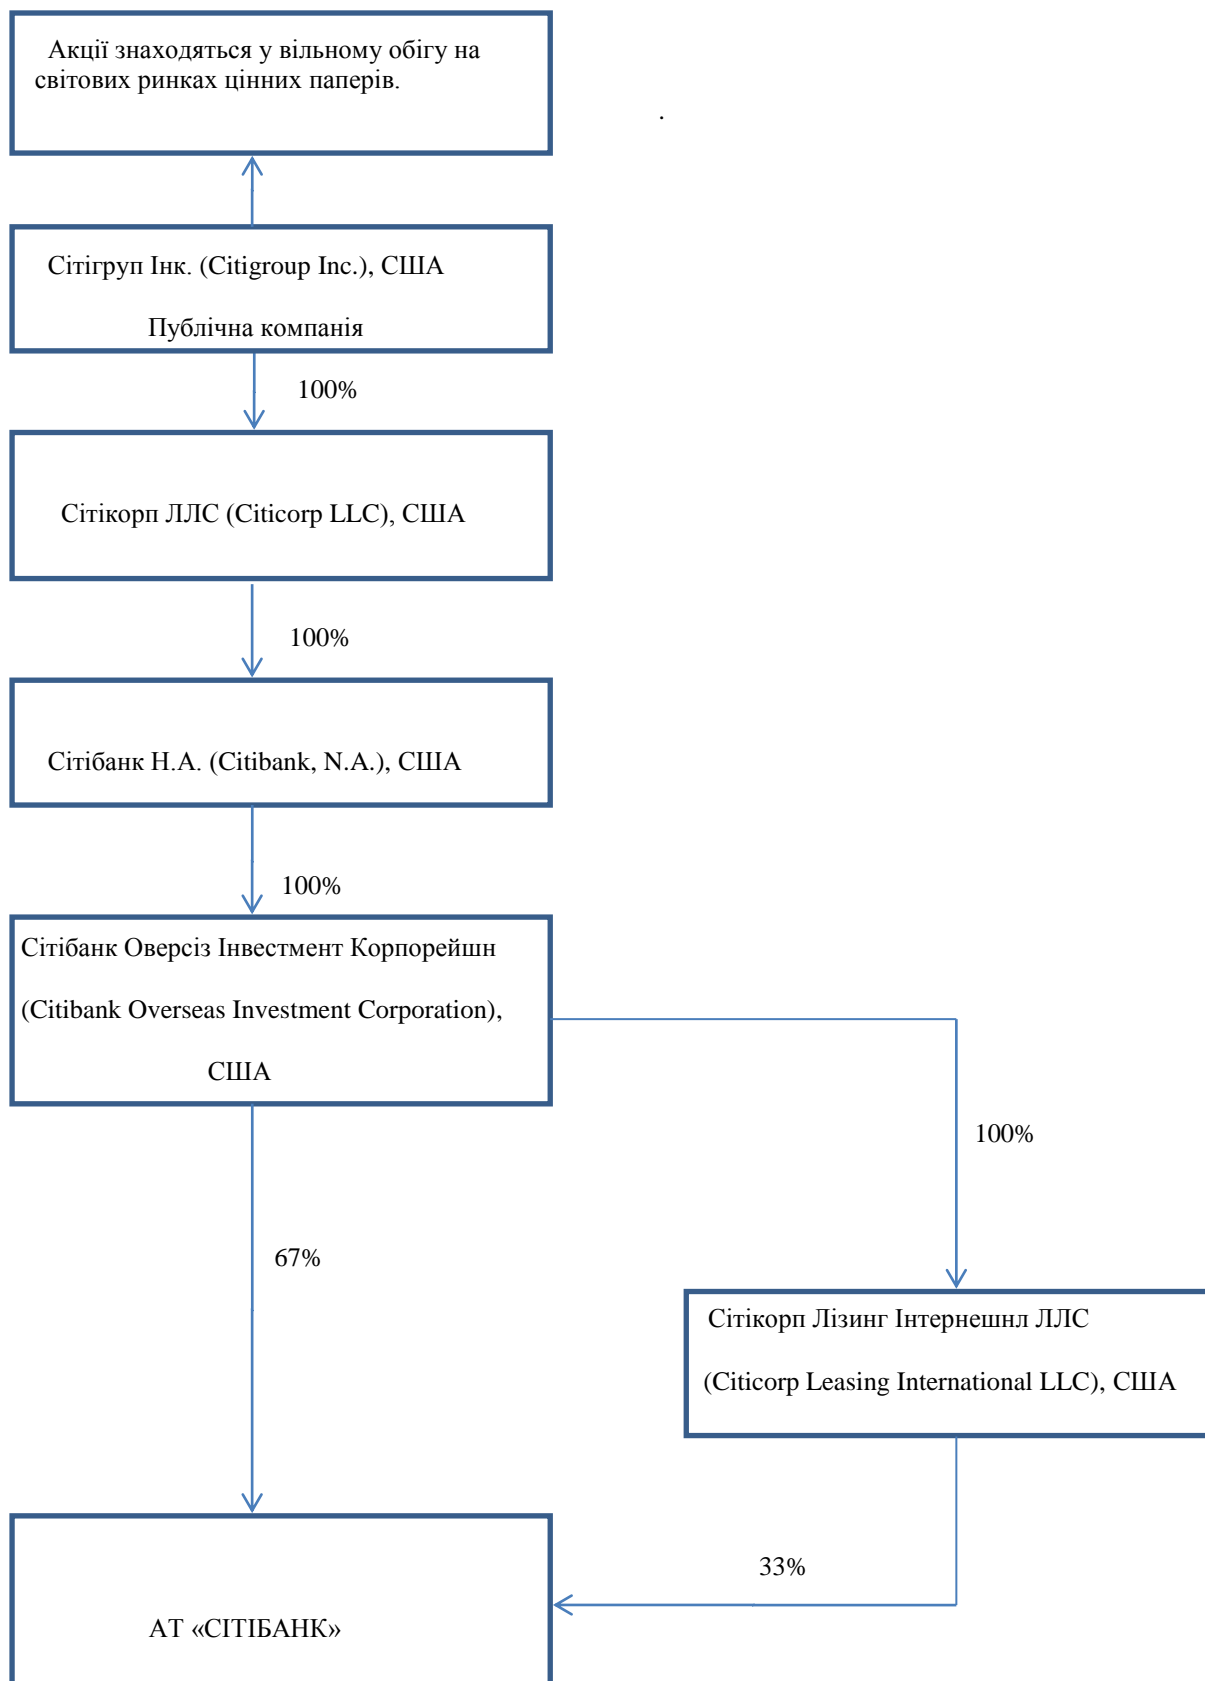 Акції знаходяться у вільному обігу на
світових ринках цінних паперів.
.
Сітігруп Інк. (Citigroup Inc.), США
Публічна компанія
100%
Сітікорп ЛЛС (Citicorp LLC), США
100%
Сітібанк Н.А. (Citibank, N.A.), США
100%
Сітібанк Оверсіз Інвестмент Корпорейшн
(Citibank Overseas Investment Corporation),
США
100%
67%
Сітікорп Лізинг Інтернешнл ЛЛС
(Citicorp Leasing International LLC), США
33%
АТ «СІТІБАНК»